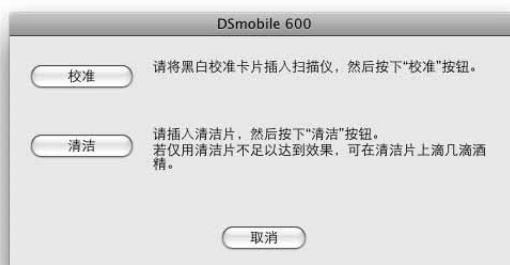 DSmobile 600
校准
请将黑白校准卡片插入扫描仪，然后按下“校准”按钮。
清洁
请插入清洁片，然后按下“清洁”按钮。
若仅用清洁片不足以达到效果，可在清洁片上滴几滴酒
精。
取消